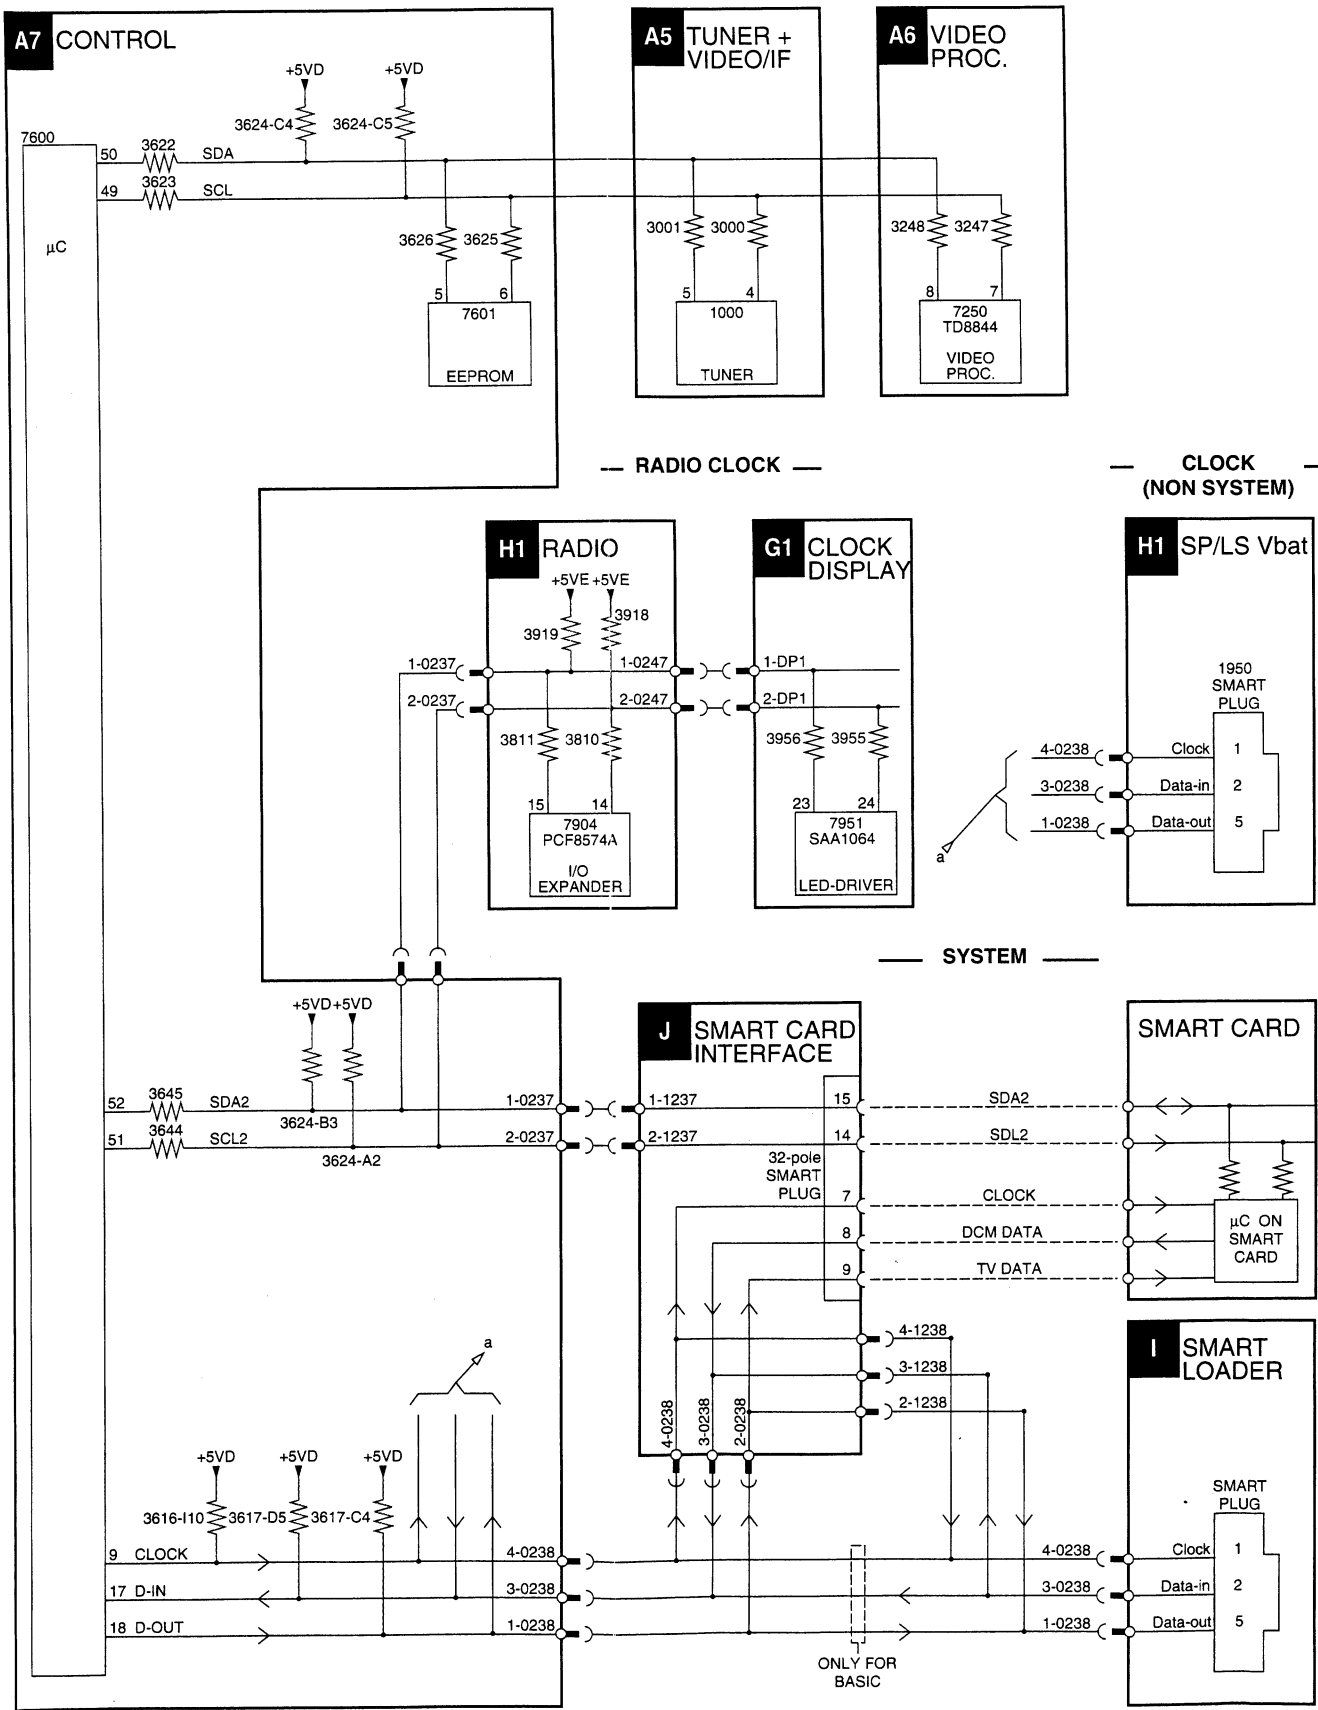 A7 CONTROL
+5VD +5VD
3624-C4 3624-C5
7600
50 3622 SDA
49 3623 SCL
µC
3626 3625
5 6
7601
EEPROM
A5 TUNER +
VIDEO/IF
3001 3000
5 4
1000
TUNER
A6 VIDEO
PROC.
3248 3247
8 7
7250
TD8844
VIDEO
PROC.
RADIO CLOCK
H1 RADIO
+5VE +5VE
3919 3918
1-0237 1-0247
2-0237 2-0247
3811 3810
15 14
7904
PCF8574A
I/O
EXPANDER
G1 CLOCK
DISPLAY
1-DP1
2-DP1
3956 3955
23 24
7951
SAA1064
LED-DRIVER
CLOCK
(NON SYSTEM)
H1 SP/LS Vbat
1950
SMART
PLUG
4-0238 Clock 1
3-0238 Data-in 2
1-0238 Data-out 5
a
SYSTEM
+5VD +5VD
52 3645 SDA2 1-0237
3624-B3
51 3644 SCL2 2-0237
3624-A2
J SMART CARD
INTERFACE
1-1237 15
2-1237 14
32-pole
SMART
PLUG
7
8
9
SDA2
SDL2
CLOCK
DCM DATA
TV DATA
SMART CARD
µC ON
SMART
CARD
4-1238
3-1238
2-1238
4-0238
3-0238
2-0238
a
+5VD +5VD +5VD
3616-I10 3617-D5 3617-C4
9 CLOCK 4-0238
17 D-IN 3-0238
18 D-OUT 1-0238
ONLY FOR
BASIC
I SMART
LOADER
SMART
PLUG
4-0238 Clock 1
3-0238 Data-in 2
1-0238 Data-out 5